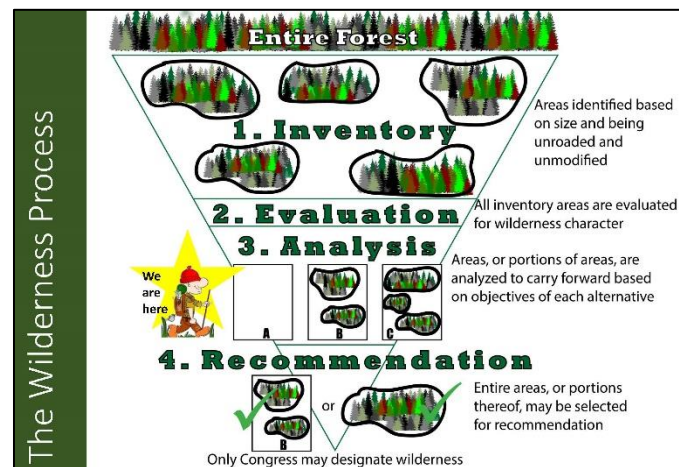 The Wilderness Process
Entire Forest
1. Inventory
Areas identified based
on size and being
unroaded and
unmodified
2. Evaluation
All inventory areas are evaluated
for wilderness character
3. Analysis
We
are
here
A
B
C
Areas, or portions of areas, are
analyzed to carry forward based
on objectives of each alternative
4. Recommendation
B
or
Entire areas, or portions
thereof, may be selected
for recommendation
Only Congress may designate wilderness